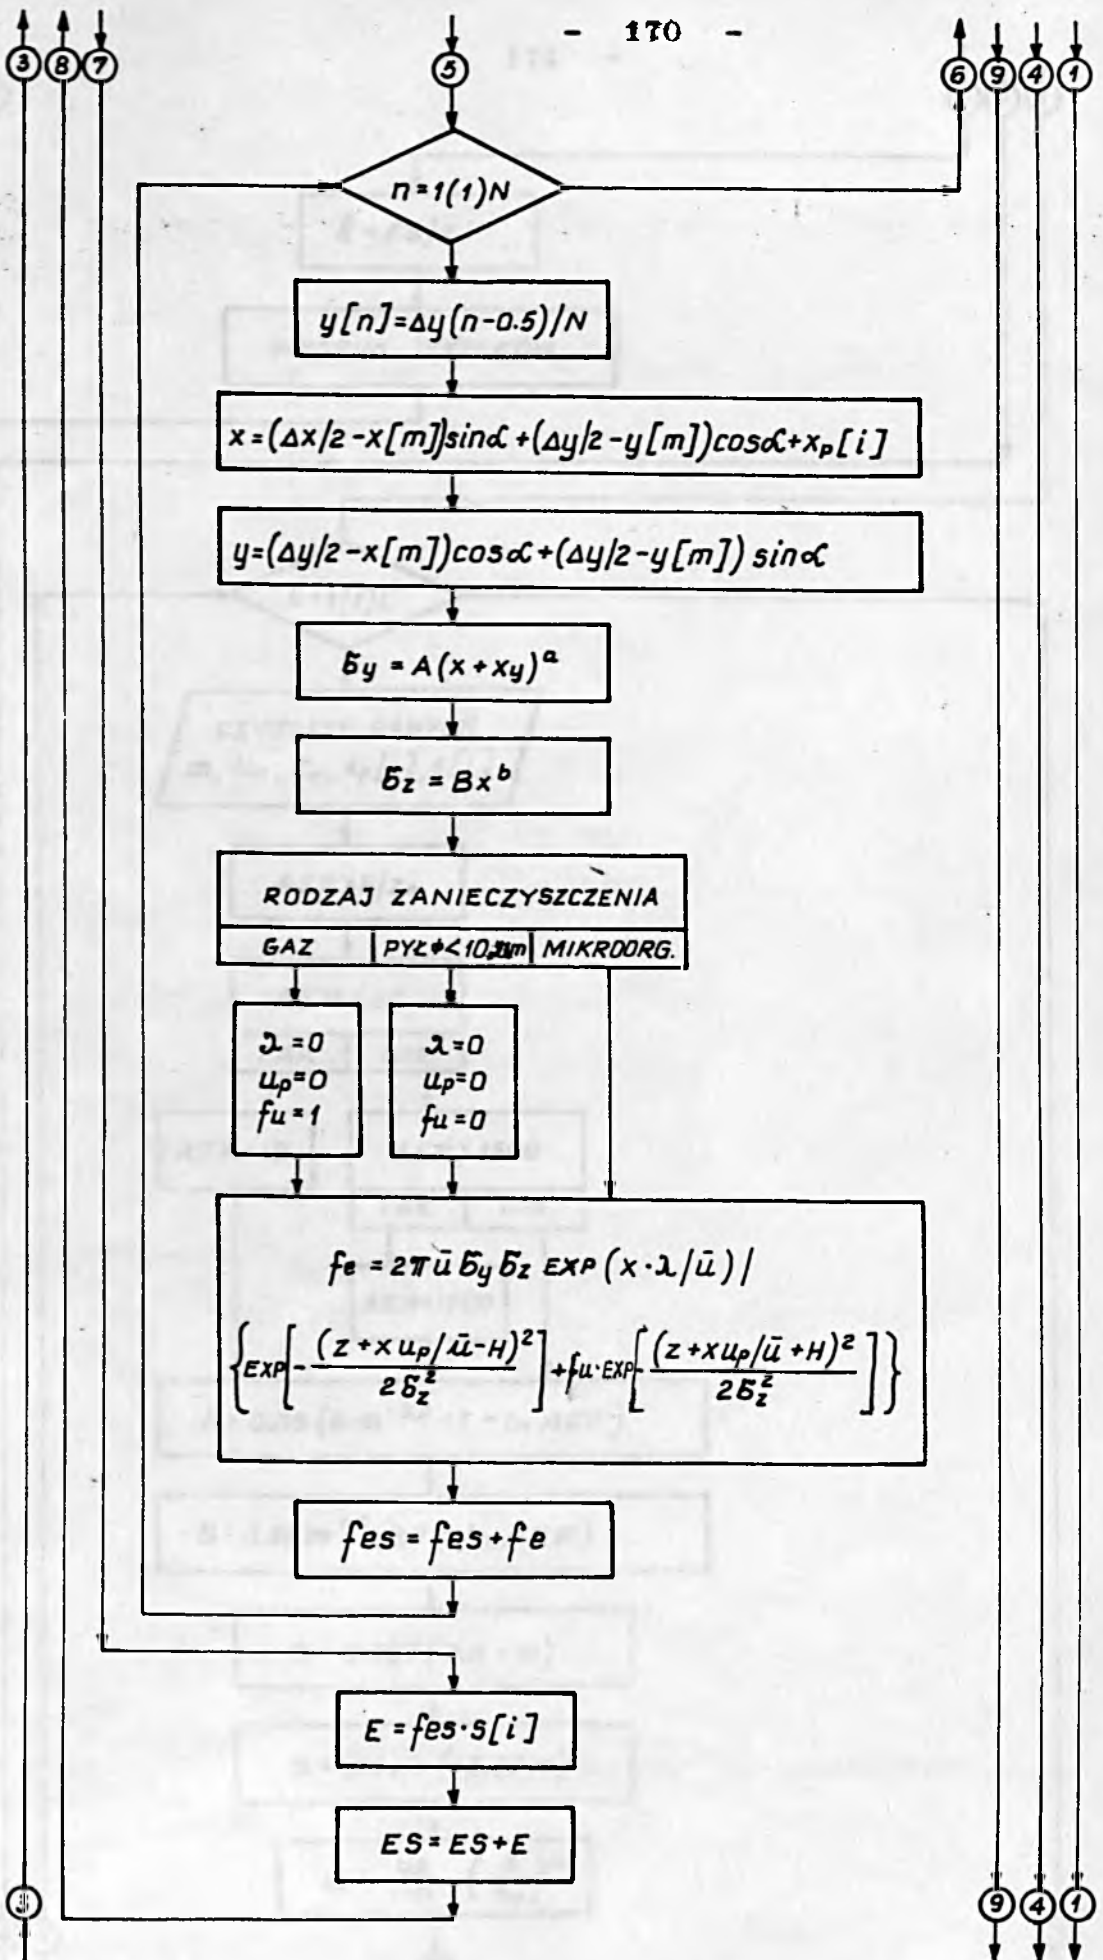 - 170 -
3 8 7 5 6 9 4 1
n=1(1)N
y[n]=Δy(n-0.5)/N
x=(Δx/2-x[m])sinα+(Δy/2-y[m])cosα+xp[i]
y=(Δy/2-x[m])cosα+(Δy/2-y[m]) sinα
σy = A(x+xy)^a
σz = Bx^b
RODZAJ ZANIECZYSZCZENIA
GAZ | PYŁ φ<10μm | MIKROORG.
λ=0 λ=0
up=0 up=0
fu=1 fu=0
fe = 2πū σy σz EXP(x·λ/ū)/
{EXP[-(z+xup/ū-H)²/2σz²]+fu·EXP[-(z+xup/ū+H)²/2σz²]}
fes = fes+fe
E=fes·s[i]
ES=ES+E
3 9 4 1